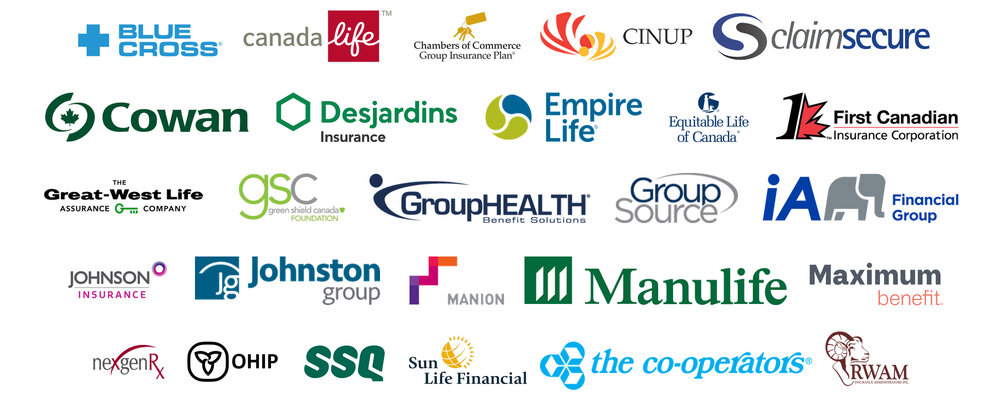 BLUE
CROSS®
canada life™
Chambers of Commerce
Group Insurance Plan®
CINUP
claimsecure
Cowan
Desjardins
Insurance
Empire
Life®
Equitable Life
of Canada®
1
First Canadian
Insurance Corporation
THE
Great-West Life
ASSURANCE COMPANY
gsc
green shield canada
FOUNDATION
GroupHEALTH®
Benefit Solutions
Group
Source
iA
Financial
Group
JOHNSON
INSURANCE
jg
Johnston
group
MANION
Manulife
Maximum
benefit®
nexgenRx
OHIP
SSQ
Sun
Life Financial
the co-operators®
RWAM
INSURANCE ADMINISTRATORS INC.